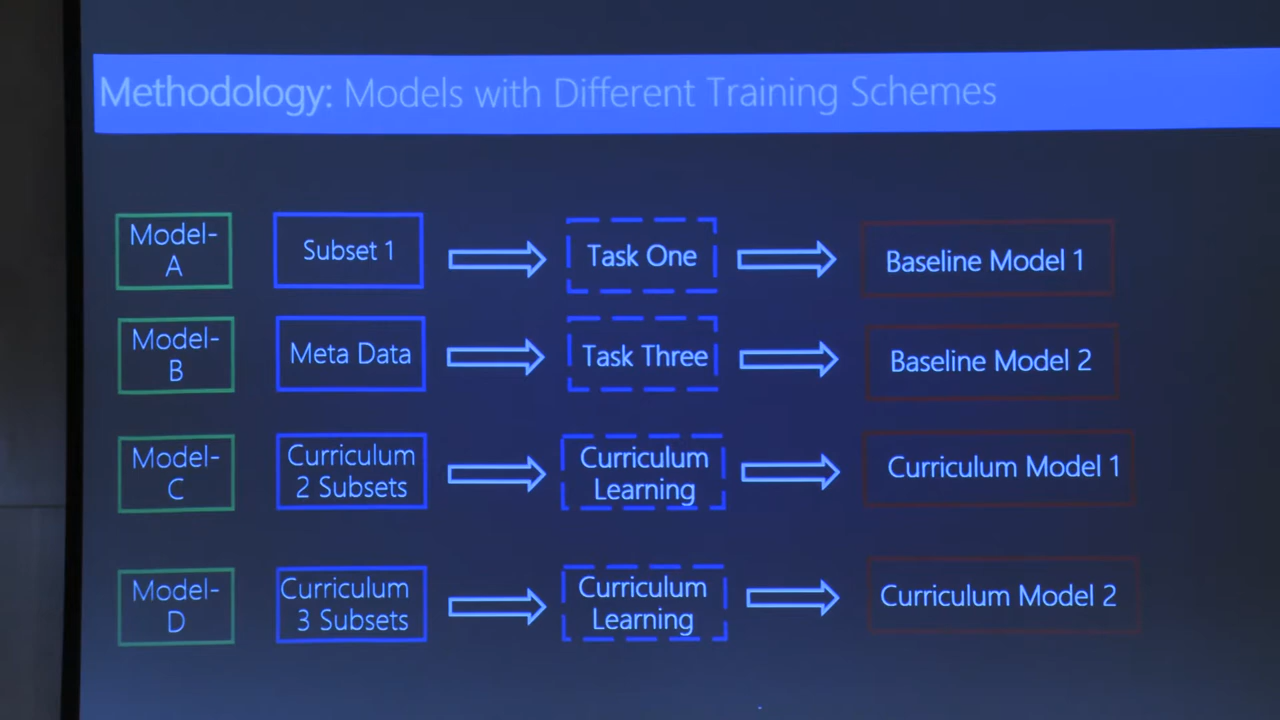 Methodology: Models with Different Training Schemes
Model-
A
Subset 1
Task One
Baseline Model 1
Model-
B
Meta Data
Task Three
Baseline Model 2
Model-
C
Curriculum
2 Subsets
Curriculum
Learning
Curriculum Model 1
Model-
D
Curriculum
3 Subsets
Curriculum
Learning
Curriculum Model 2